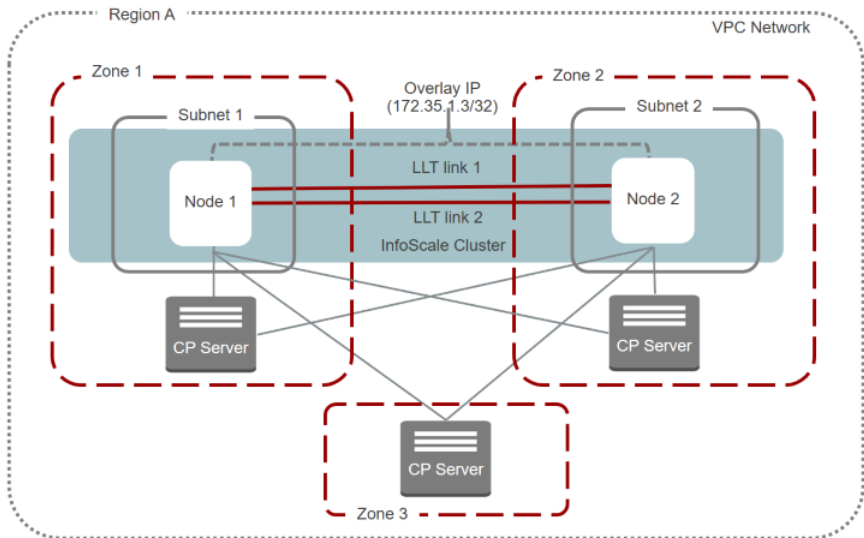 Region A
VPC Network
Zone 1
Zone 2
Overlay IP
(172.35.1.3/32)
Subnet 1
Subnet 2
LLT link 1
Node 1
Node 2
LLT link 2
InfoScale Cluster
CP Server
CP Server
CP Server
Zone 3